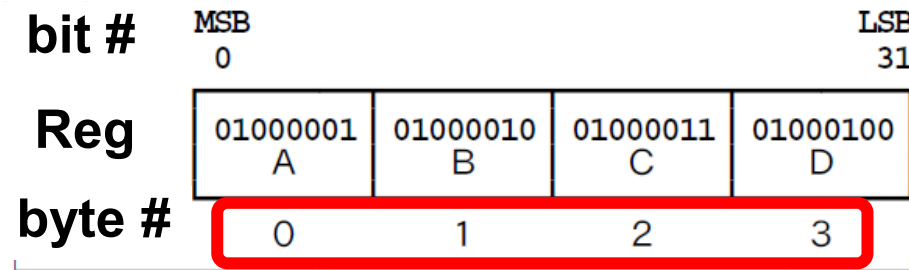 bit # MSB LSB
0 31
Reg 01000001 01000010 01000011 01000100
A B C D
byte # 0 1 2 3